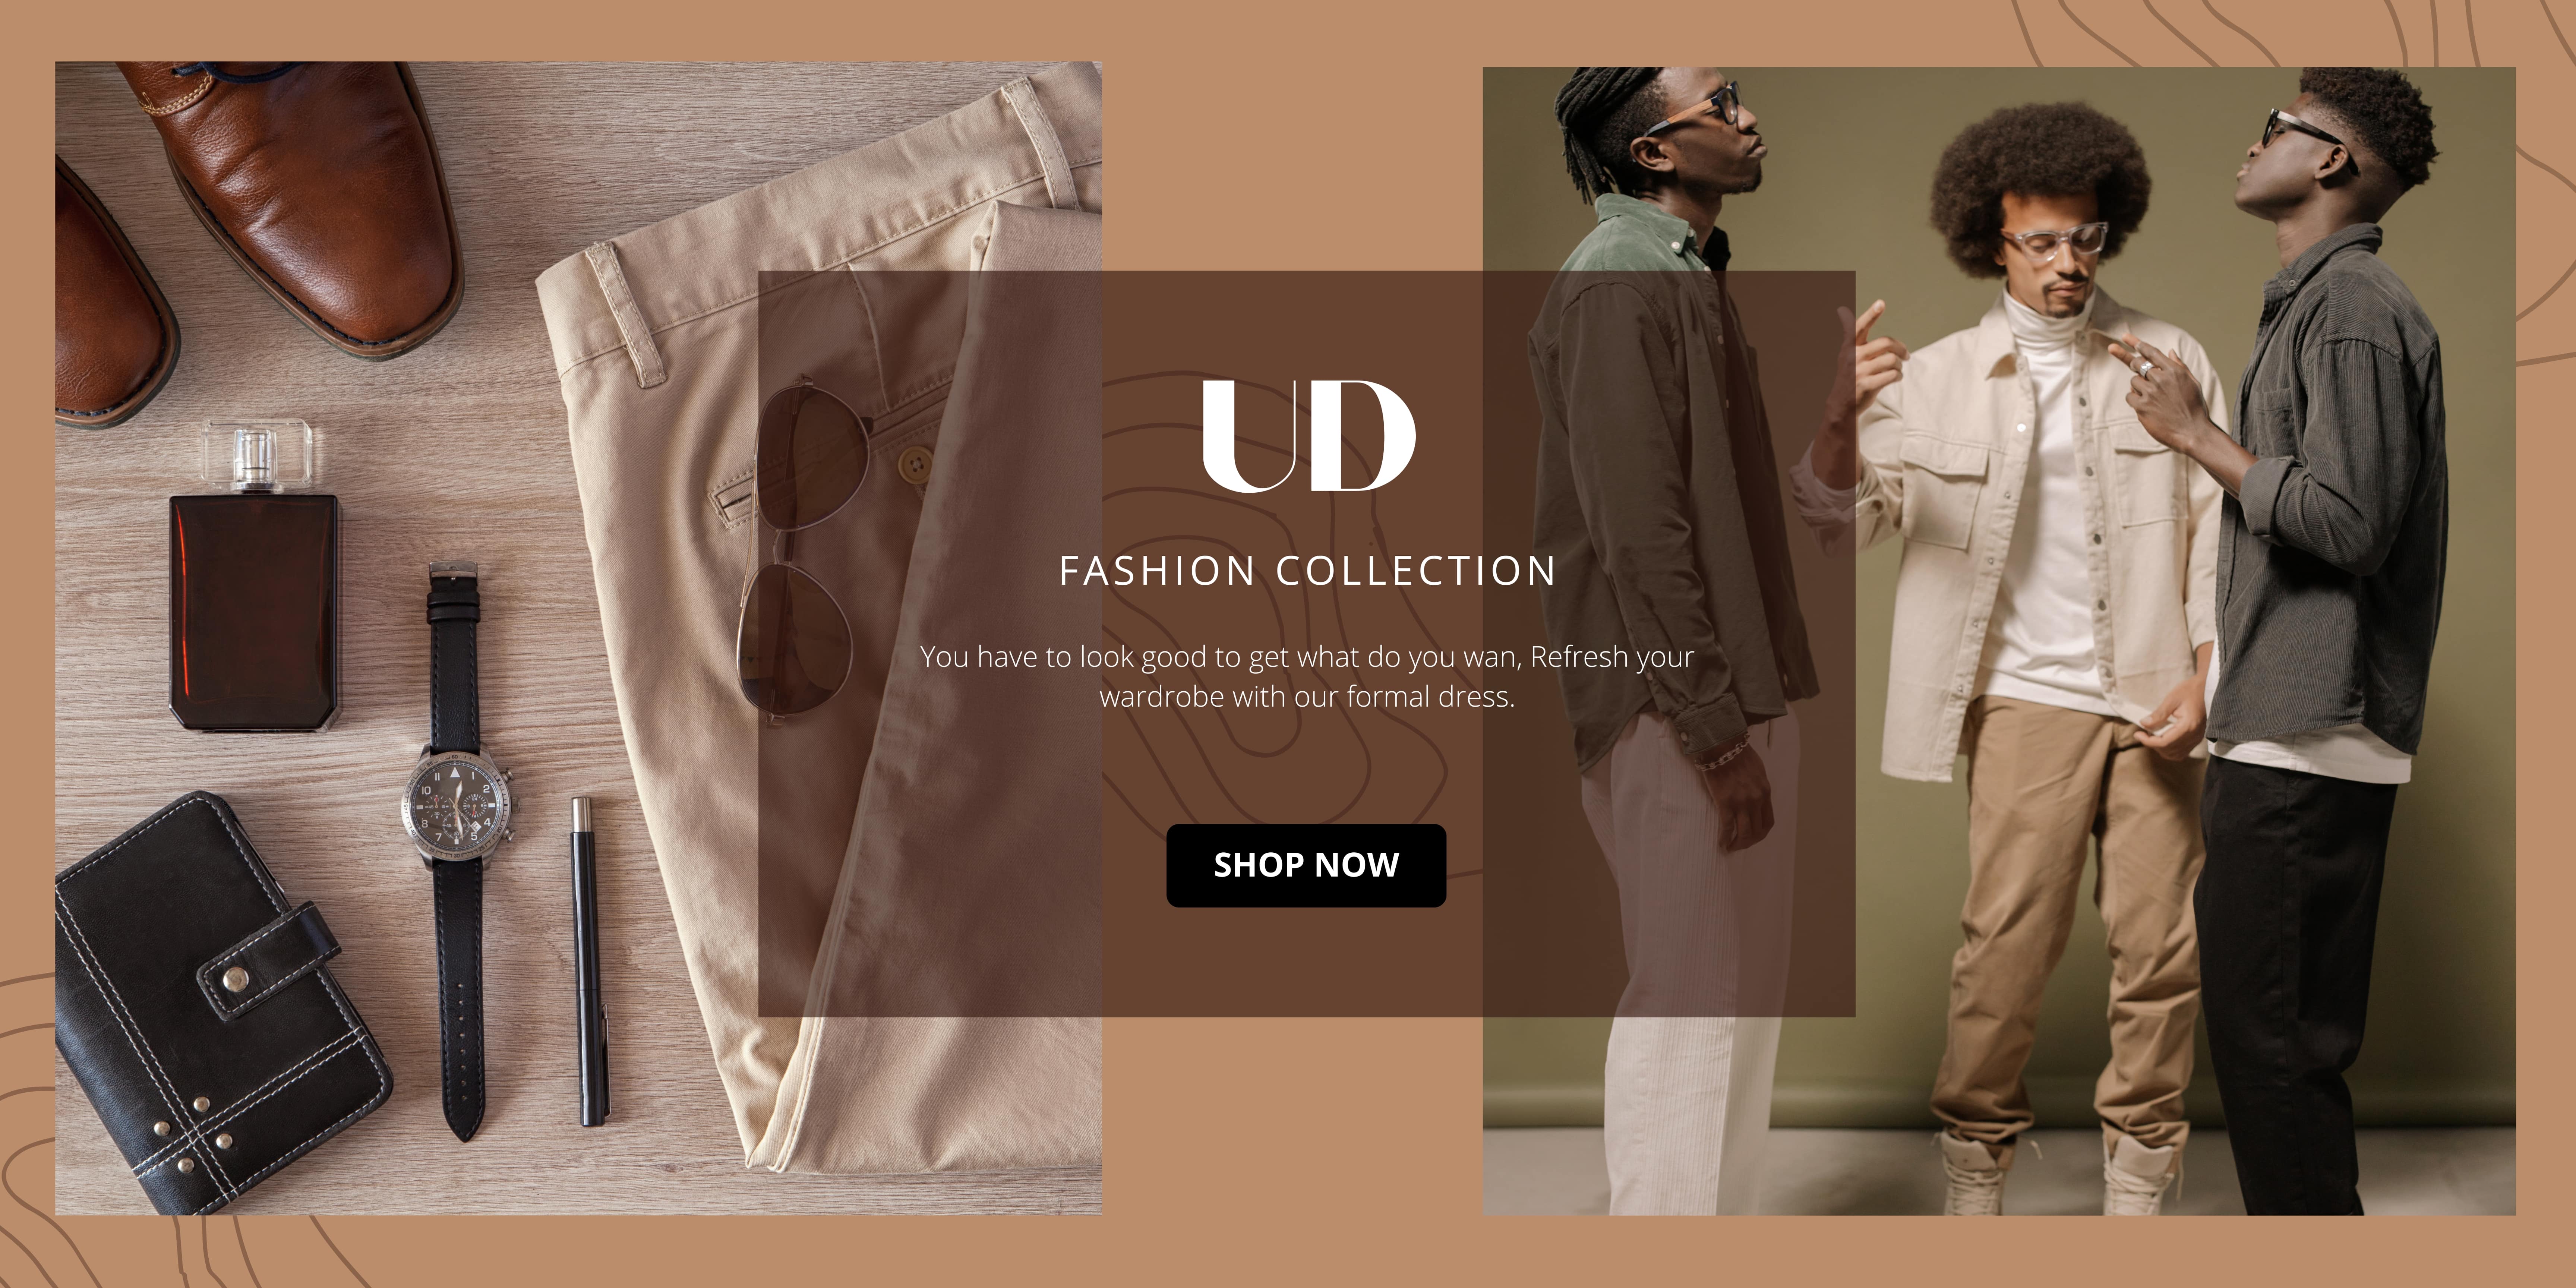 UD
FASHION COLLECTION
You have to look good to get what do you wan, Refresh your
wardrobe with our formal dress.
SHOP NOW